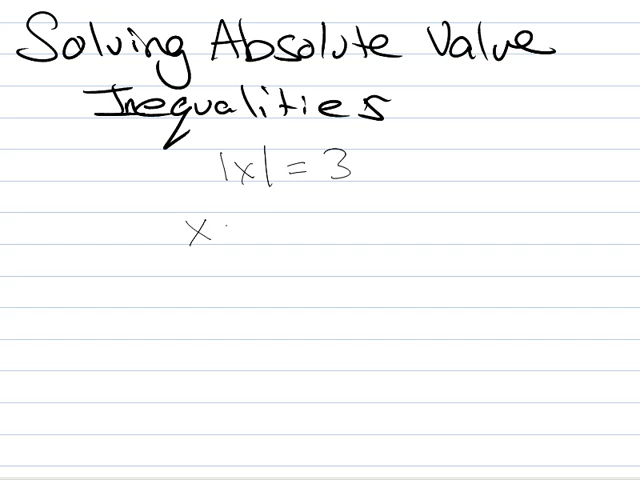 Solving Absolute Value
Inequalities
|x| = 3
x